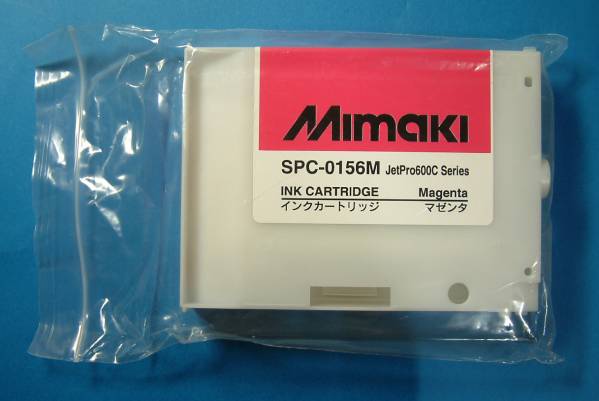 Mimaki
SPC-0156M JetPro600C Series
INK CARTRIDGE Magenta
インクカートリッジ マゼンタ